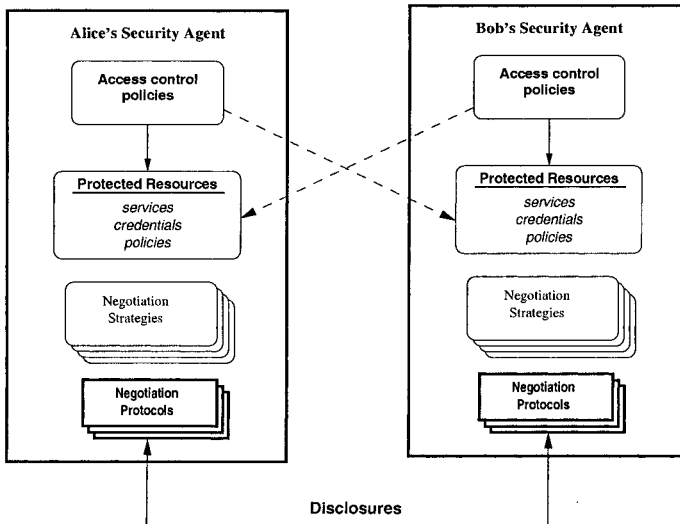 Alice's Security Agent
Access control
policies
Protected Resources
services
credentials
policies
Negotiation
Strategies
Negotiation
Protocols
Bob's Security Agent
Access control
policies
Protected Resources
services
credentials
policies
Negotiation
Strategies
Negotiation
Protocols
Disclosures